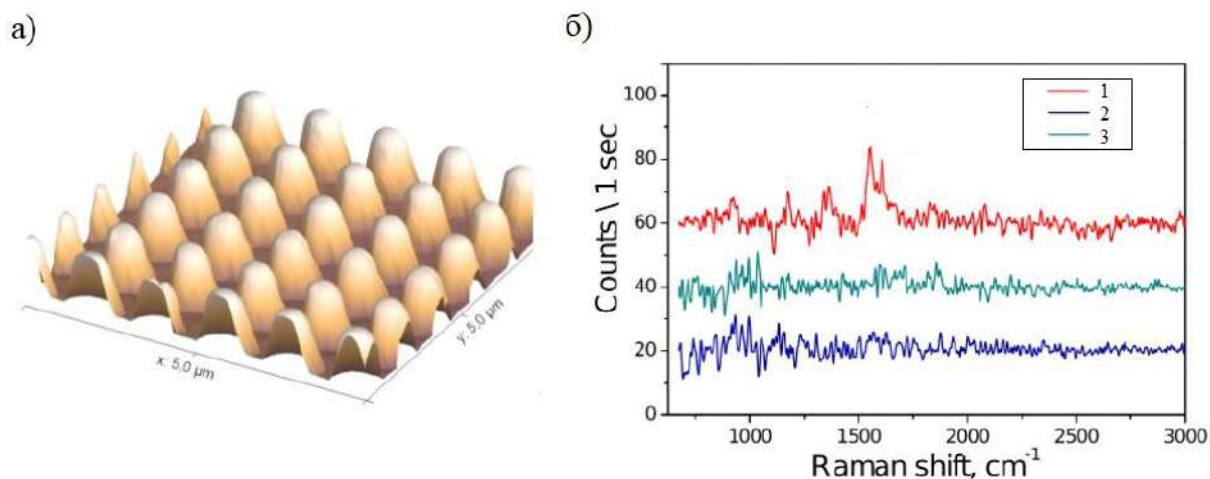 а)
x: 5,0 µm
y: 5,0 µm
б)
Counts \ 1 sec
100
80
60
40
20
0
1
2
3
1000 1500 2000 2500 3000
Raman shift, cm⁻¹